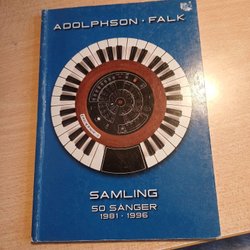 ADOLPHSON · FALK
SAMLING
50 SÅNGER
1981 · 1996